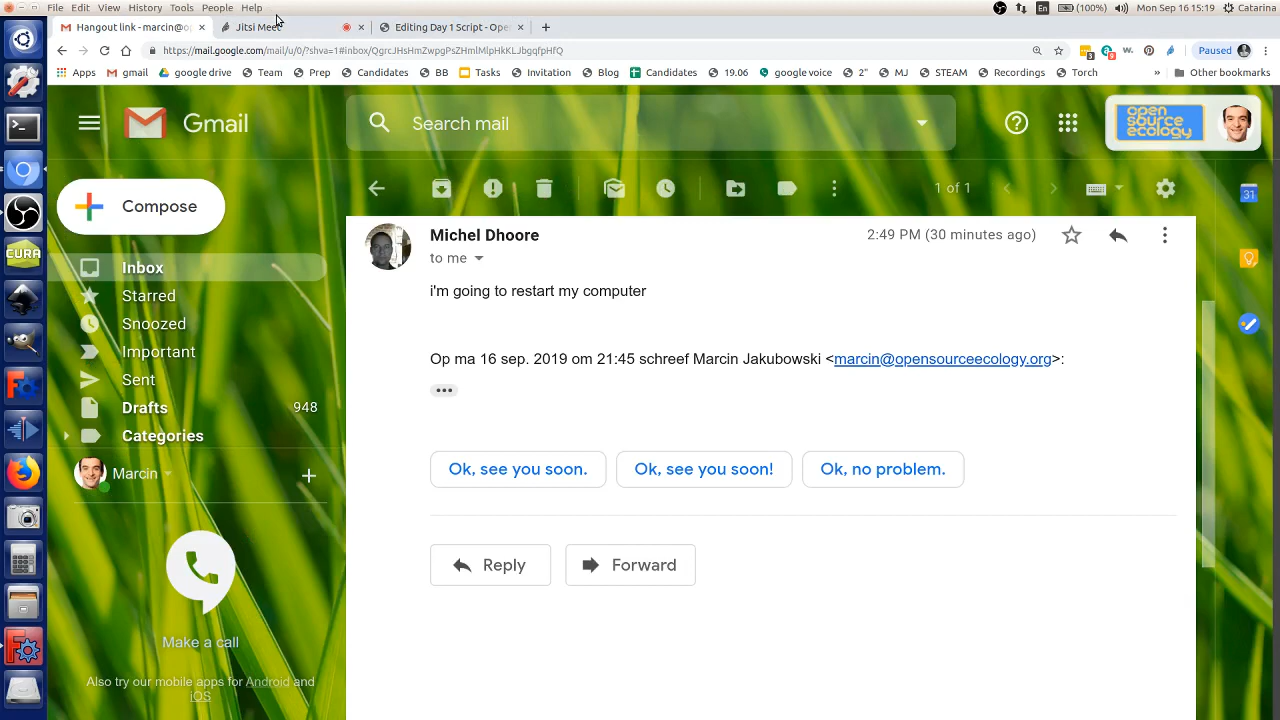 File Edit View History Tools People Help
En (100%) Mon Sep 16 15:19 Catarina
Hangout link - marcin@op Jitsi Meet Editing Day 1 Script - Open
https://mail.google.com/mail/u/0/?shva=1#inbox/QgrcJHsHmZwpgPsZHmlMlpHkKLJbgqfpHfQ Paused
Apps gmail google drive Team Prep Candidates BB Tasks Invitation Blog Candidates 19.06 google voice 2" MJ STEAM Recordings Torch » Other bookmarks
Gmail Search mail open source ecology
1 of 1
31
Compose
Inbox
Starred
Snoozed
Important
Sent
Drafts 948
Categories
Marcin
Make a call
Also try our mobile apps for Android and
iOS
Michel Dhoore 2:49 PM (30 minutes ago)
to me
i'm going to restart my computer
Op ma 16 sep. 2019 om 21:45 schreef Marcin Jakubowski <marcin@opensourceecology.org>:
Ok, see you soon. Ok, see you soon! Ok, no problem.
Reply Forward
CURA